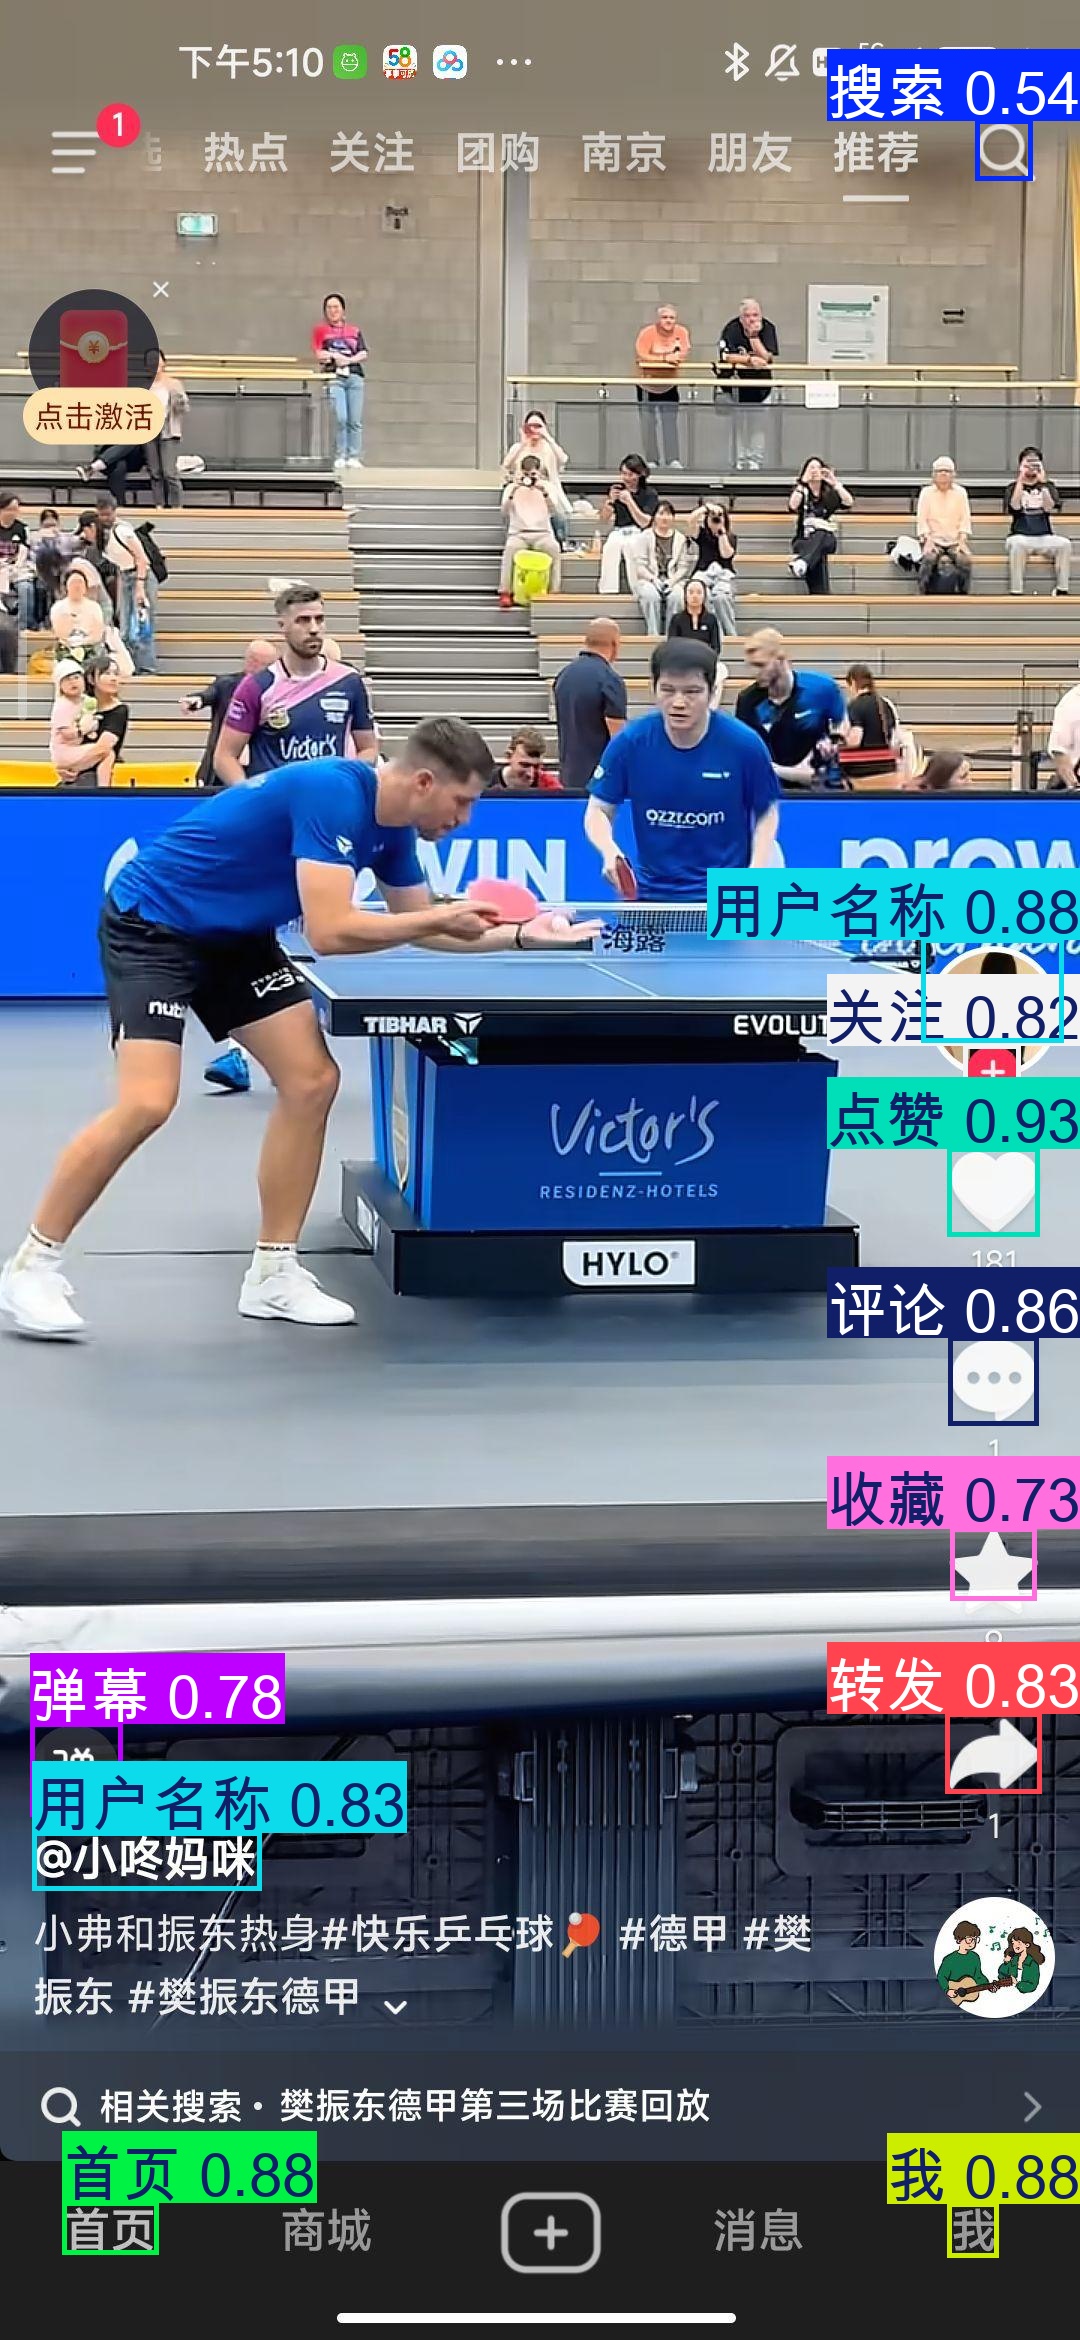 下午5:10
搜索 0.54
1
热点 关注 团购 南京 朋友 推荐
点击激活
Victor's
ozzr.com
VIN
prow
用户名称 0.88
海露
关注 0.82
TIBHAR
EVOLUT
点赞 0.93
Victor's
RESIDENZ-HOTELS
181
HYLO
评论 0.86
1
收藏 0.73
弹幕 0.78
转发 0.83
用户名称 0.83
1
@小咚妈咪
小弗和振东热身#快乐乒乓球🏓 #德甲 #樊
振东 #樊振东德甲
相关搜索·樊振东德甲第三场比赛回放
首页 0.88
我 0.88
首页 商城 消息 我